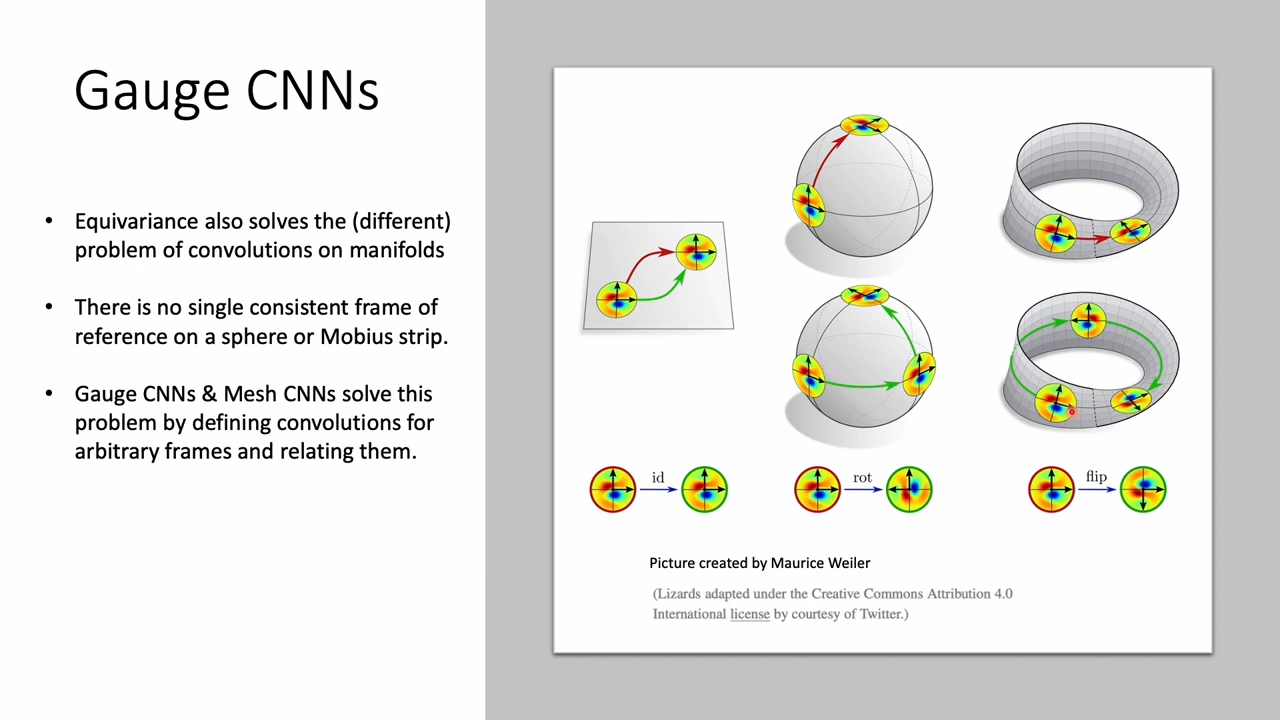 Gauge CNNs
• Equivariance also solves the (different)
problem of convolutions on manifolds
• There is no single consistent frame of
reference on a sphere or Mobius strip.
• Gauge CNNs & Mesh CNNs solve this
problem by defining convolutions for
arbitrary frames and relating them.
id
rot
flip
Picture created by Maurice Weiler
(Lizards adapted under the Creative Commons Attribution 4.0
International license by courtesy of Twitter.)